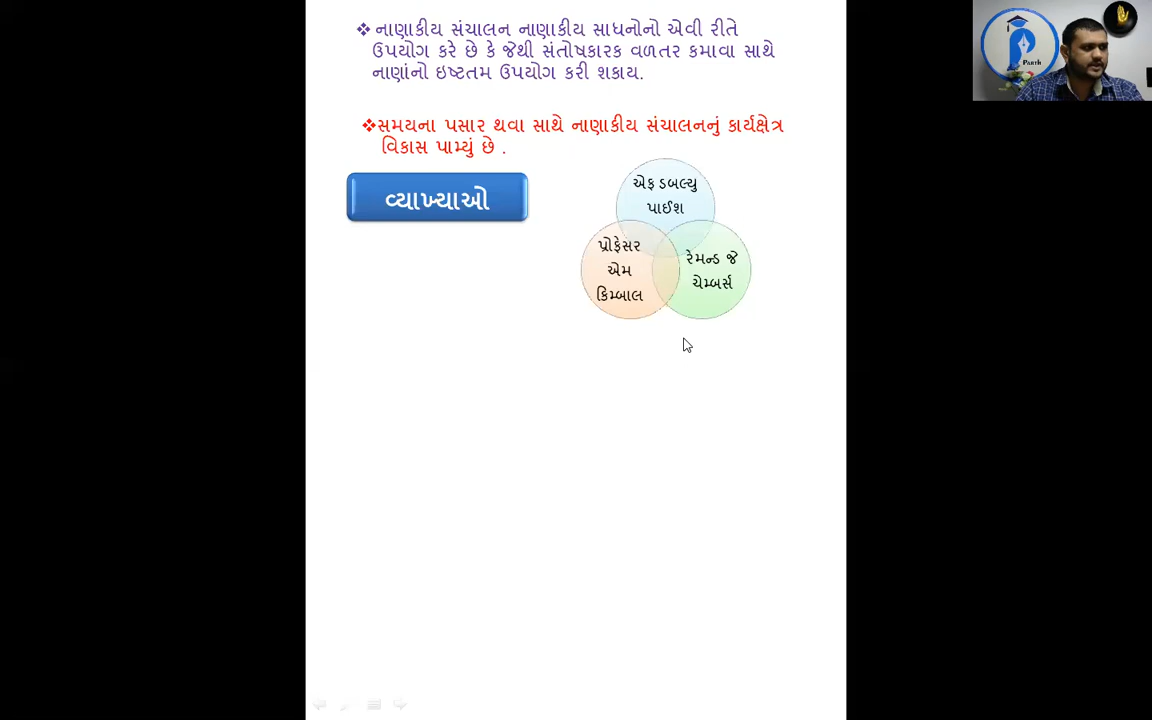 ❖ નાણાકીય સંચાલન નાણાકીય સાધનોનો એવી રીતે
ઉપયોગ કરે છે કે જેથી સંતોષકારક વળતર કમાવા સાથે
નાણાંનો ઇષ્ટતમ ઉપયોગ કરી શકાય.
❖સમયના પસાર થવા સાથે નાણાકીય સંચાલનનું કાર્યક્ષેત્ર
વિકાસ પામ્યું છે .
વ્યાખ્યાઓ
એફ ડબલ્યુ
પાઈશ
પ્રોફેસર
એમ
કિમ્બાલ
રેમન્ડ જે
ચેમ્બર્સ
Parth